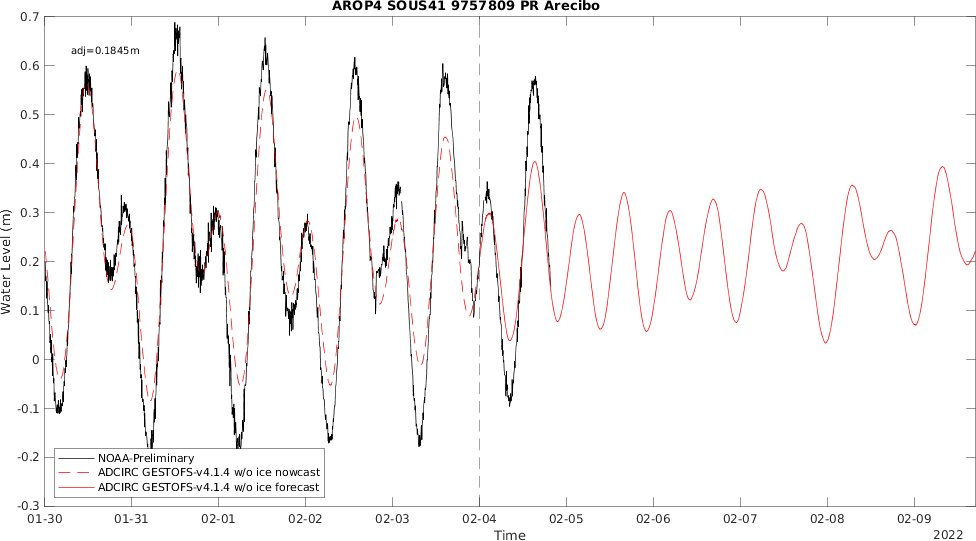 AROP4 SOUS41 9757809 PR Arecibo
0.7
0.6
0.5
0.4
0.3
0.2
0.1
0
-0.1
-0.2
-0.3
Water Level (m)
adj=0.1845m
NOAA-Preliminary
ADCIRC GESTOFS-v4.1.4 w/o ice nowcast
ADCIRC GESTOFS-v4.1.4 w/o ice forecast
01-30 01-31 02-01 02-02 02-03 02-04 02-05 02-06 02-07 02-08 02-09
Time
2022